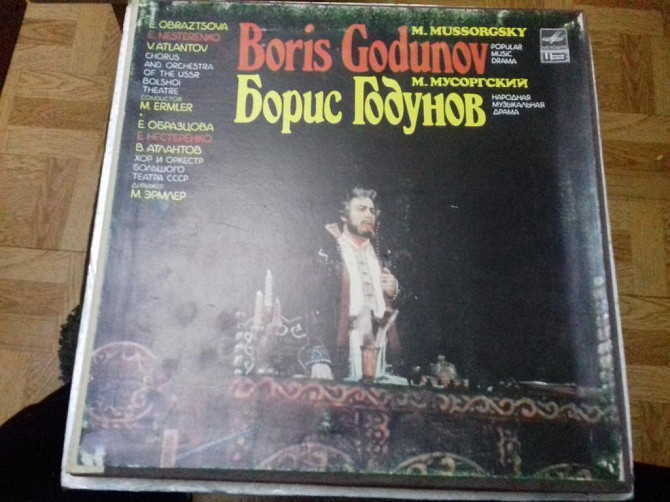 E. OBRAZTSOVA
E. NESTERENKO
V. ATLANTOV
CHORUS
AND ORCHESTRA
OF THE USSR
BOLSHOI
THEATRE
CONDUCTOR
M. ERMLER
Е. ОБРАЗЦОВА
Е. НЕСТЕРЕНКО
В. АТЛАНТОВ
ХОР И ОРКЕСТР
БОЛЬШОГО
ТЕАТРА СССР
ДИРИЖЕР
М. ЭРМЛЕР
M. MUSSORGSKY
Boris Godunov
POPULAR
MUSIC
DRAMA
М. МУСОРГСКИЙ
Борис Годунов
НАРОДНАЯ
МУЗЫКАЛЬНАЯ
ДРАМА